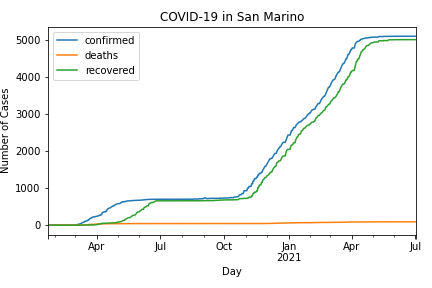 COVID-19 in San Marino
confirmed
deaths
recovered
Number of Cases
5000
4000
3000
2000
1000
0
Apr
Jul
Oct
Jan
2021
Apr
Jul
Day